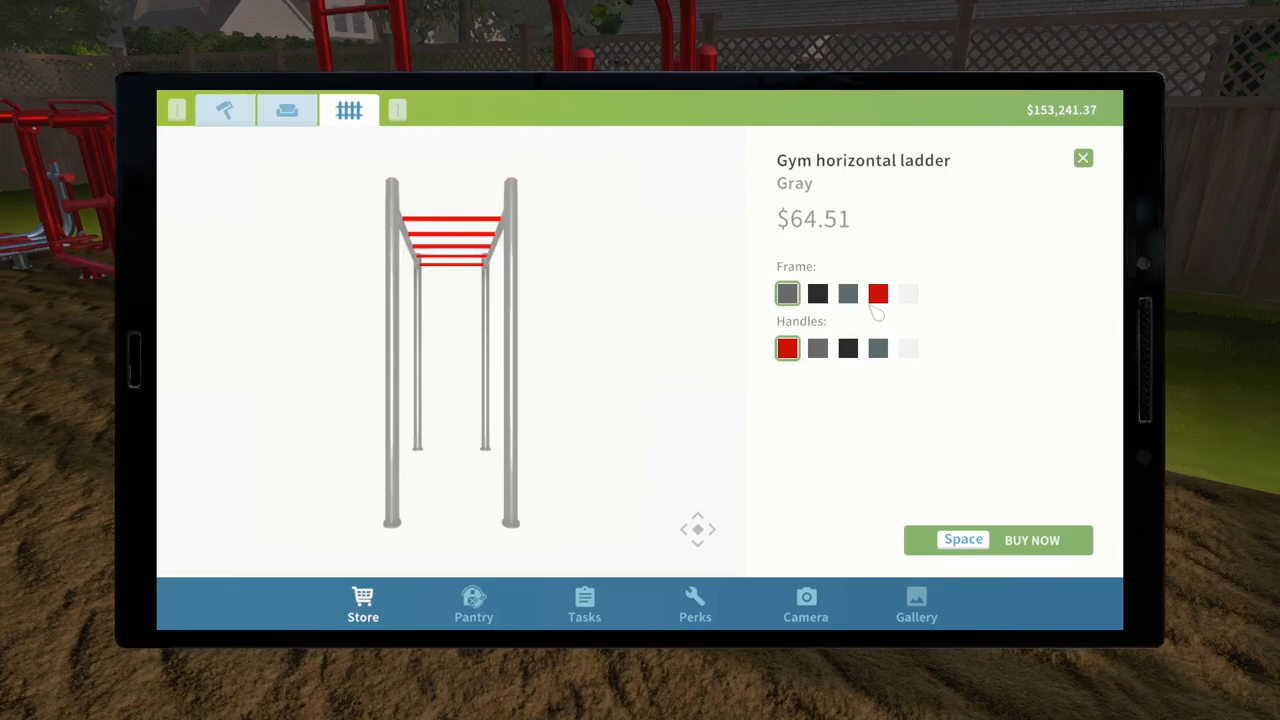 $153,241.37
Gym horizontal ladder
Gray
$64.51
Frame:
Handles:
Space BUY NOW
Store
Pantry
Tasks
Perks
Camera
Gallery